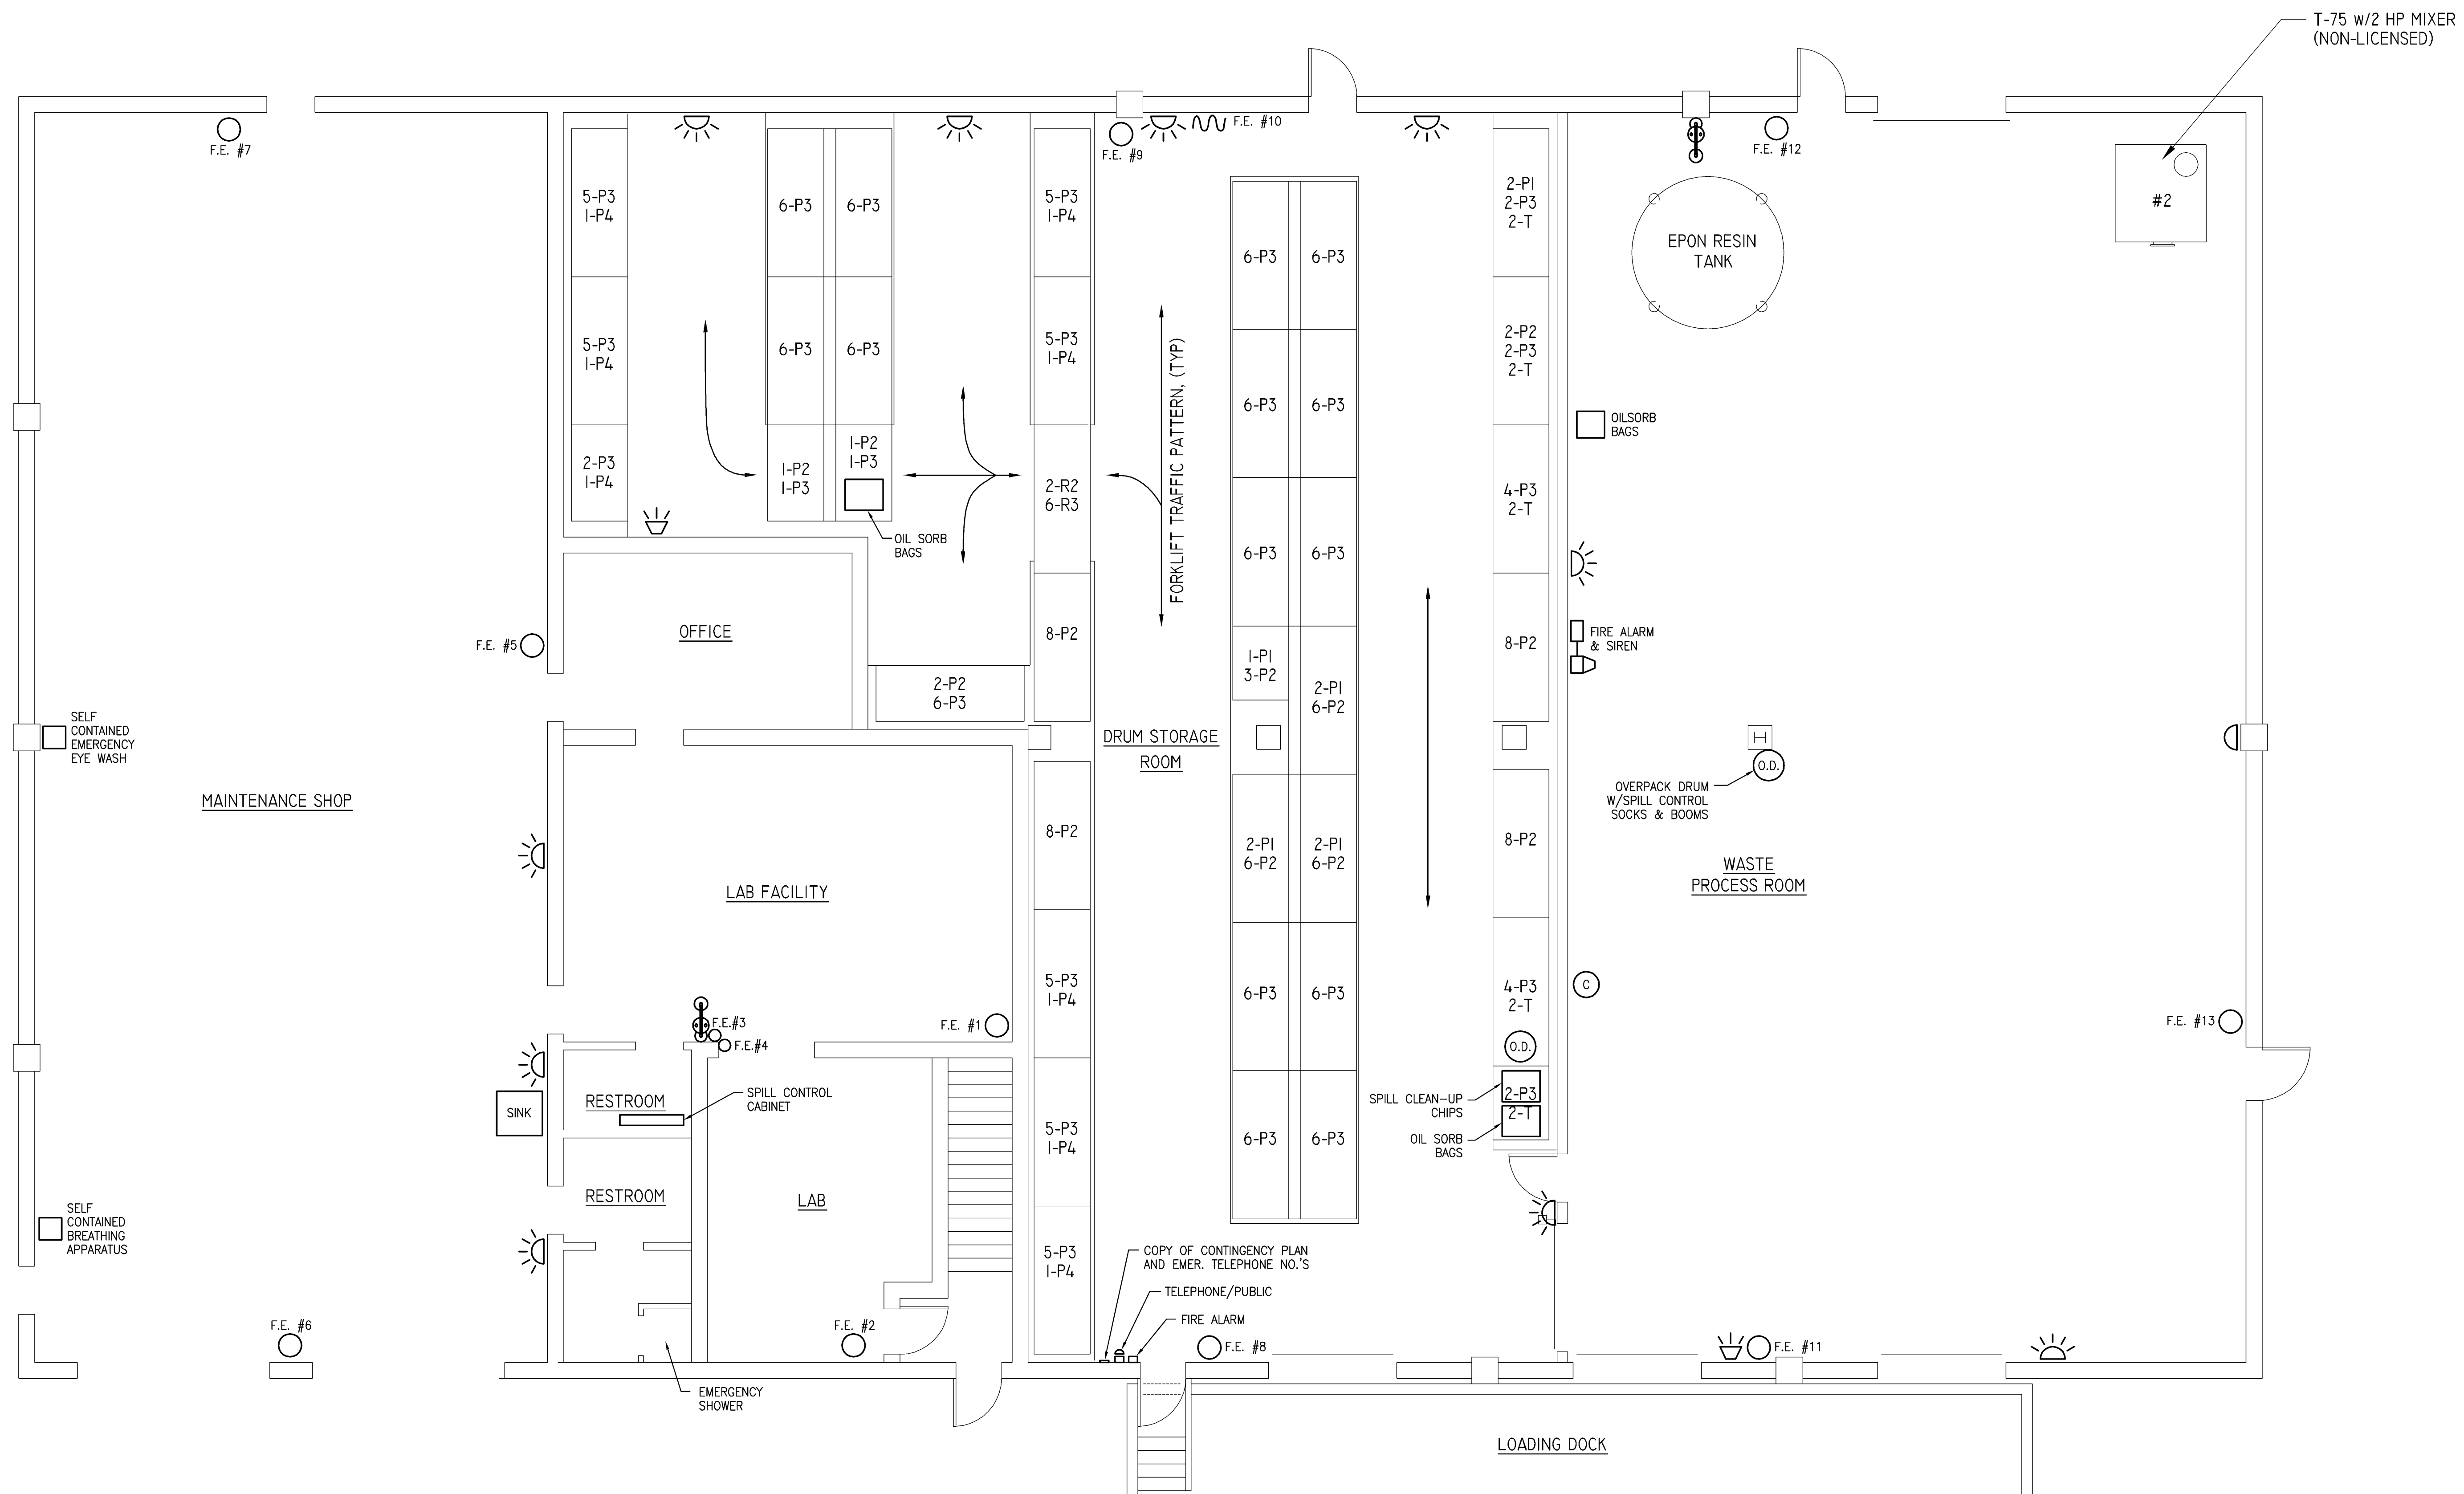 T-75 W/2 HP MIXER
(NON-LICENSED)
F.E. #7
F.E. #9
F.E. #10
F.E. #12
#2
EPON RESIN
TANK
5-P3
1-P4
5-P3
1-P4
2-P3
1-P4
6-P3
6-P3
1-P2
1-P3
6-P3
6-P3
1-P2
1-P3
OIL SORB
BAGS
5-P3
1-P4
5-P3
1-P4
2-R2
6-R3
8-P2
2-P2
6-P3
FORKLIFT TRAFFIC PATTERN, (TYP)
6-P3
6-P3
6-P3
6-P3
6-P3
6-P3
1-P1
3-P2
2-P1
6-P2
2-P1
6-P2
2-P1
6-P2
6-P3
6-P3
6-P3
6-P3
2-P1
2-P3
2-T
2-P2
2-P3
2-T
4-P3
2-T
8-P2
8-P2
4-P3
2-T
O.D.
2-P3
2-T
SPILL CLEAN-UP
CHIPS
OIL SORB
BAGS
OILSORB
BAGS
FIRE ALARM
& SIREN
H
O.D.
OVERPACK DRUM
W/SPILL CONTROL
SOCKS & BOOMS
WASTE
PROCESS ROOM
C
F.E. #13
OFFICE
F.E. #5
SELF
CONTAINED
EMERGENCY
EYE WASH
MAINTENANCE SHOP
LAB FACILITY
DRUM STORAGE
ROOM
8-P2
5-P3
1-P4
5-P3
1-P4
5-P3
1-P4
F.E.#3
F.E.#4
F.E. #1
SINK
RESTROOM
SPILL CONTROL
CABINET
RESTROOM
LAB
SELF
CONTAINED
BREATHING
APPARATUS
F.E. #6
F.E. #2
EMERGENCY
SHOWER
COPY OF CONTINGENCY PLAN
AND EMER. TELEPHONE NO.'S
TELEPHONE/PUBLIC
FIRE ALARM
F.E. #8
F.E. #11
LOADING DOCK